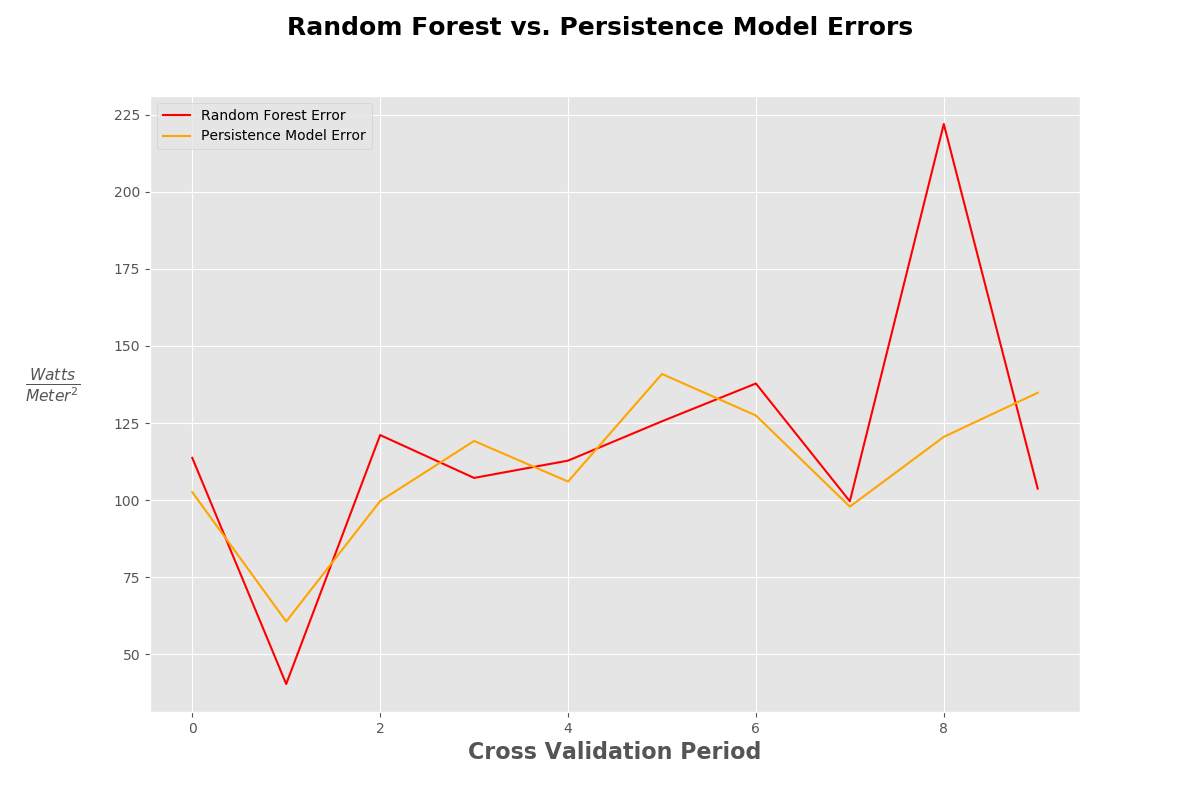 Random Forest vs. Persistence Model Errors
Random Forest Error
Persistence Model Error
225
200
175
150
125
100
75
50
Watts
Meter²
0 2 4 6 8
Cross Validation Period